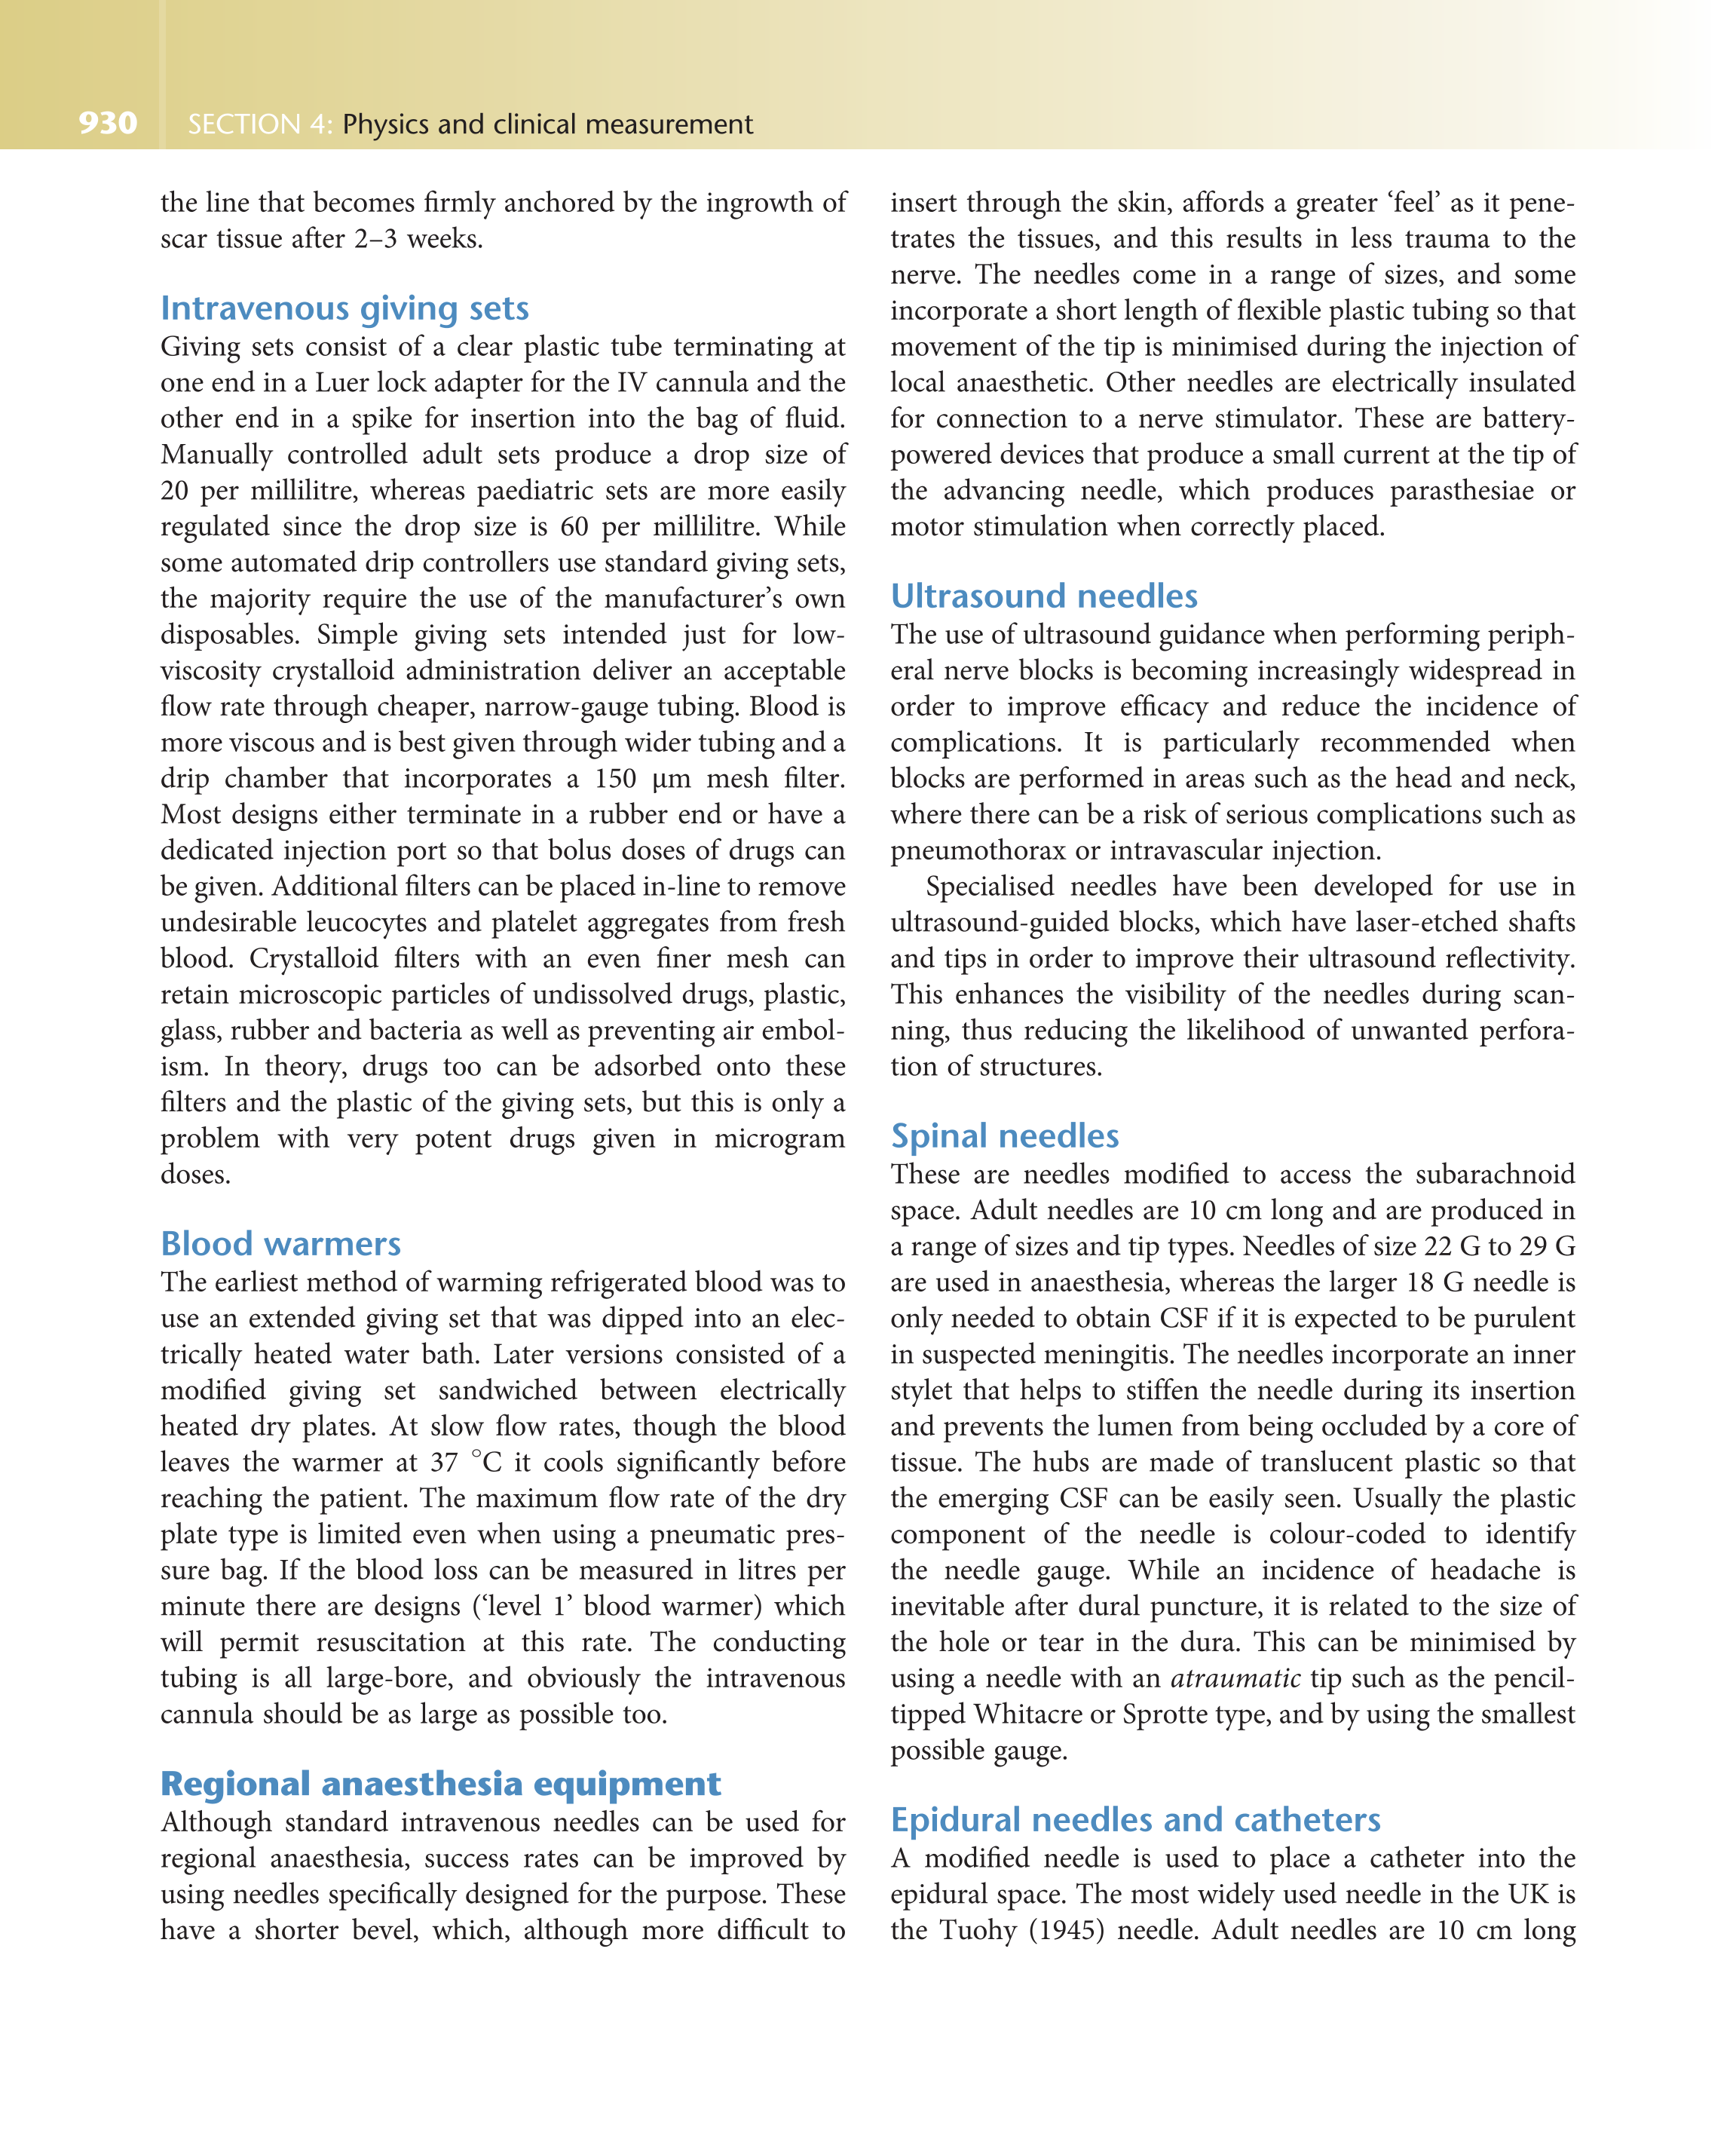 930 SECTION 4: Physics and clinical measurement
the line that becomes firmly anchored by the ingrowth of
scar tissue after 2–3 weeks.
Intravenous giving sets
Giving sets consist of a clear plastic tube terminating at
one end in a Luer lock adapter for the IV cannula and the
other end in a spike for insertion into the bag of fluid.
Manually controlled adult sets produce a drop size of
20 per millilitre, whereas paediatric sets are more easily
regulated since the drop size is 60 per millilitre. While
some automated drip controllers use standard giving sets,
the majority require the use of the manufacturer’s own
disposables. Simple giving sets intended just for low-
viscosity crystalloid administration deliver an acceptable
flow rate through cheaper, narrow-gauge tubing. Blood is
more viscous and is best given through wider tubing and a
drip chamber that incorporates a 150 μm mesh filter.
Most designs either terminate in a rubber end or have a
dedicated injection port so that bolus doses of drugs can
be given. Additional filters can be placed in-line to remove
undesirable leucocytes and platelet aggregates from fresh
blood. Crystalloid filters with an even finer mesh can
retain microscopic particles of undissolved drugs, plastic,
glass, rubber and bacteria as well as preventing air embol-
ism. In theory, drugs too can be adsorbed onto these
filters and the plastic of the giving sets, but this is only a
problem with very potent drugs given in microgram
doses.
Blood warmers
The earliest method of warming refrigerated blood was to
use an extended giving set that was dipped into an elec-
trically heated water bath. Later versions consisted of a
modified giving set sandwiched between electrically
heated dry plates. At slow flow rates, though the blood
leaves the warmer at 37 °C it cools significantly before
reaching the patient. The maximum flow rate of the dry
plate type is limited even when using a pneumatic pres-
sure bag. If the blood loss can be measured in litres per
minute there are designs (‘level 1’ blood warmer) which
will permit resuscitation at this rate. The conducting
tubing is all large-bore, and obviously the intravenous
cannula should be as large as possible too.
Regional anaesthesia equipment
Although standard intravenous needles can be used for
regional anaesthesia, success rates can be improved by
using needles specifically designed for the purpose. These
have a shorter bevel, which, although more difficult to
insert through the skin, affords a greater ‘feel’ as it pene-
trates the tissues, and this results in less trauma to the
nerve. The needles come in a range of sizes, and some
incorporate a short length of flexible plastic tubing so that
movement of the tip is minimised during the injection of
local anaesthetic. Other needles are electrically insulated
for connection to a nerve stimulator. These are battery-
powered devices that produce a small current at the tip of
the advancing needle, which produces parasthesiae or
motor stimulation when correctly placed.
Ultrasound needles
The use of ultrasound guidance when performing periph-
eral nerve blocks is becoming increasingly widespread in
order to improve efficacy and reduce the incidence of
complications. It is particularly recommended when
blocks are performed in areas such as the head and neck,
where there can be a risk of serious complications such as
pneumothorax or intravascular injection.
Specialised needles have been developed for use in
ultrasound-guided blocks, which have laser-etched shafts
and tips in order to improve their ultrasound reflectivity.
This enhances the visibility of the needles during scan-
ning, thus reducing the likelihood of unwanted perfora-
tion of structures.
Spinal needles
These are needles modified to access the subarachnoid
space. Adult needles are 10 cm long and are produced in
a range of sizes and tip types. Needles of size 22 G to 29 G
are used in anaesthesia, whereas the larger 18 G needle is
only needed to obtain CSF if it is expected to be purulent
in suspected meningitis. The needles incorporate an inner
stylet that helps to stiffen the needle during its insertion
and prevents the lumen from being occluded by a core of
tissue. The hubs are made of translucent plastic so that
the emerging CSF can be easily seen. Usually the plastic
component of the needle is colour-coded to identify
the needle gauge. While an incidence of headache is
inevitable after dural puncture, it is related to the size of
the hole or tear in the dura. This can be minimised by
using a needle with an atraumatic tip such as the pencil-
tipped Whitacre or Sprotte type, and by using the smallest
possible gauge.
Epidural needles and catheters
A modified needle is used to place a catheter into the
epidural space. The most widely used needle in the UK is
the Tuohy (1945) needle. Adult needles are 10 cm long